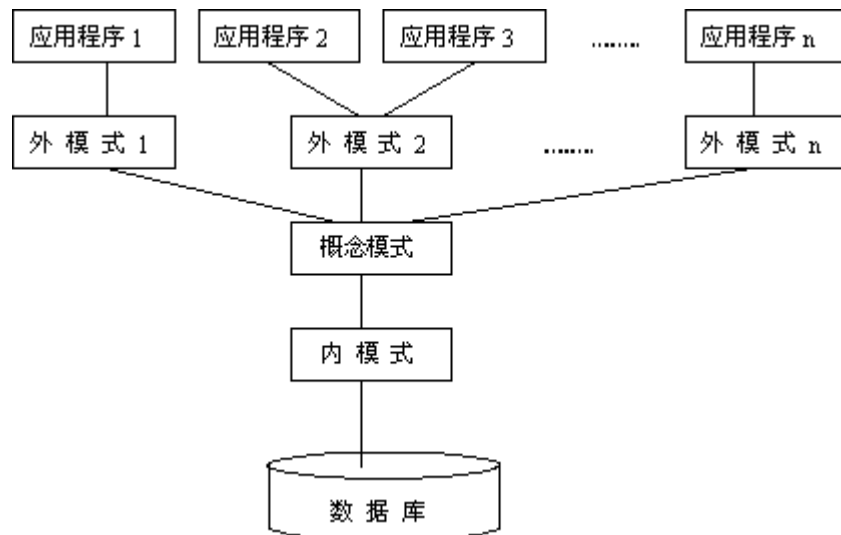 应用程序1 应用程序2 应用程序3 ........ 应用程序n
外模式1 外模式2 ........ 外模式n
概念模式
内模式
数据库